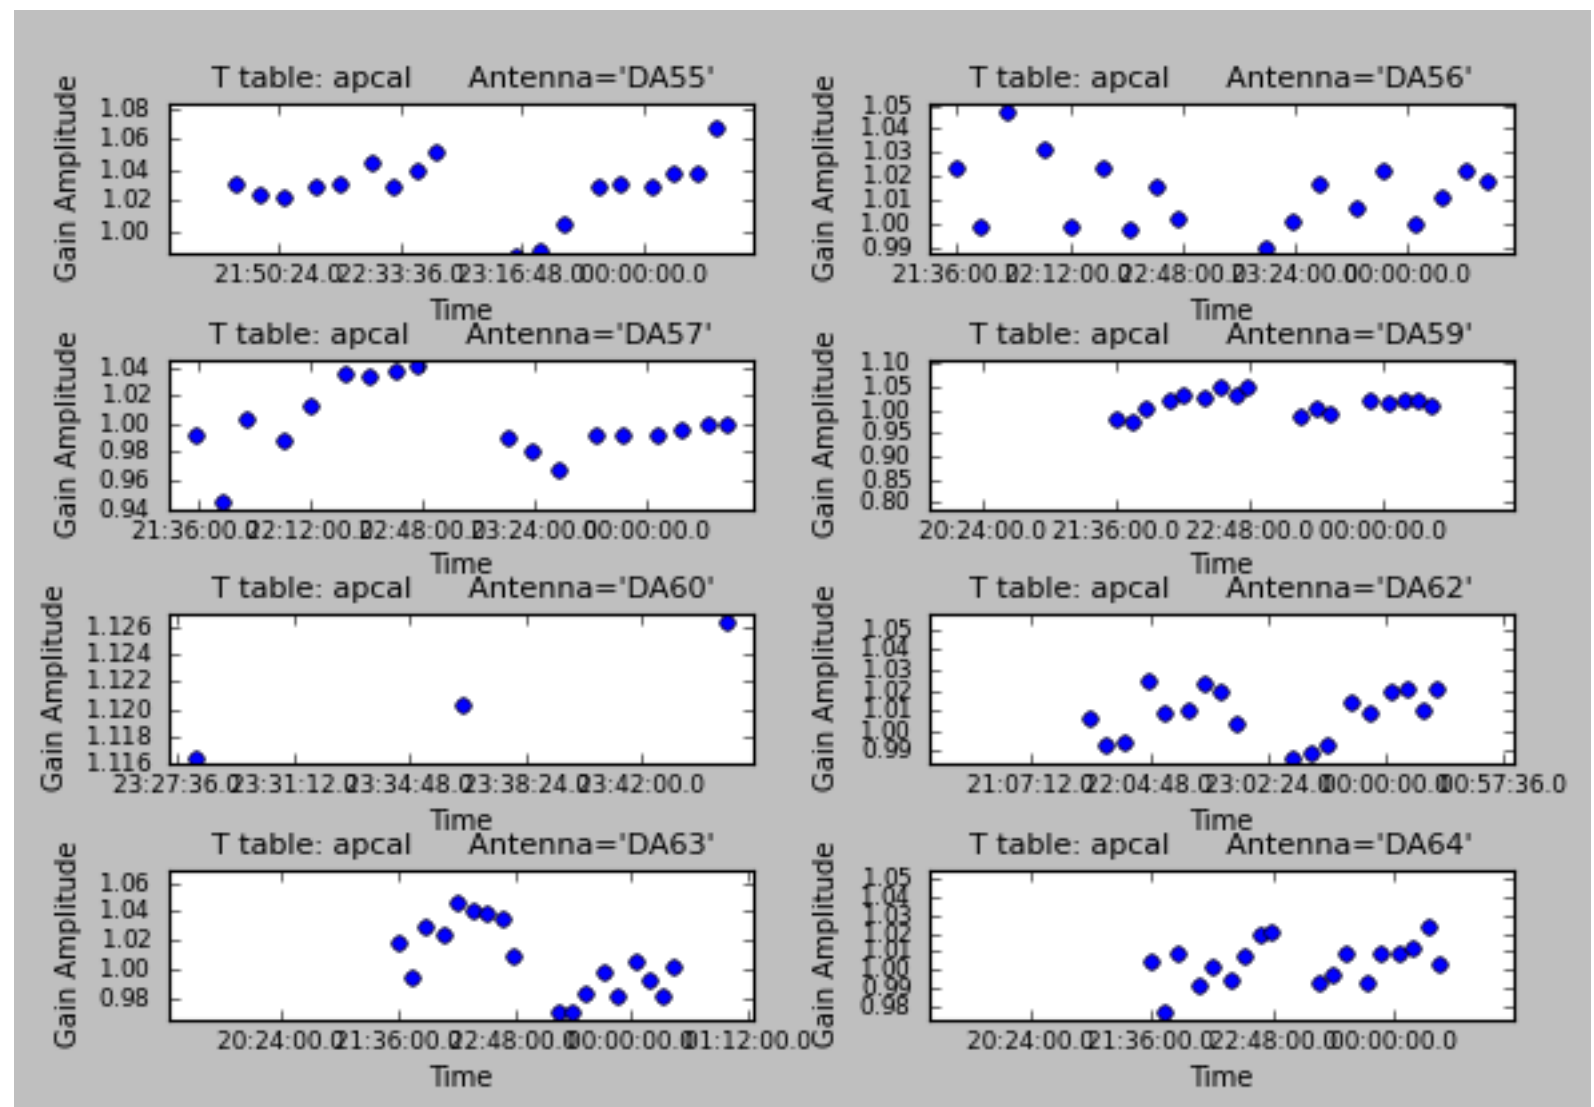 T table: apcal Antenna='DA55'
Gain Amplitude
1.08
1.06
1.04
1.02
1.00
21:50:24.0 22:33:36.0 23:16:48.0 00:00:00.0
Time
T table: apcal Antenna='DA56'
Gain Amplitude
1.05
1.04
1.03
1.02
1.01
1.00
0.99
21:36:00.0 22:12:00.0 22:48:00.0 23:24:00.0 00:00:00.0
Time
T table: apcal Antenna='DA57'
Gain Amplitude
1.04
1.02
1.00
0.98
0.96
0.94
21:36:00.0 22:12:00.0 22:48:00.0 23:24:00.0 00:00:00.0
Time
T table: apcal Antenna='DA59'
Gain Amplitude
1.10
1.05
1.00
0.95
0.90
0.85
0.80
20:24:00.0 21:36:00.0 22:48:00.0 00:00:00.0
Time
T table: apcal Antenna='DA60'
Gain Amplitude
1.126
1.124
1.122
1.120
1.118
1.116
23:27:36.0 23:31:12.0 23:34:48.0 23:38:24.0 23:42:00.0
Time
T table: apcal Antenna='DA62'
Gain Amplitude
1.05
1.04
1.03
1.02
1.01
1.00
0.99
21:07:12.0 22:04:48.0 23:02:24.0 00:00:00.0 00:57:36.0
Time
T table: apcal Antenna='DA63'
Gain Amplitude
1.06
1.04
1.02
1.00
0.98
20:24:00.0 21:36:00.0 22:48:00.0 00:00:00.0 01:12:00.0
Time
T table: apcal Antenna='DA64'
Gain Amplitude
1.05
1.04
1.03
1.02
1.01
1.00
0.99
0.98
20:24:00.0 21:36:00.0 22:48:00.0 00:00:00.0
Time